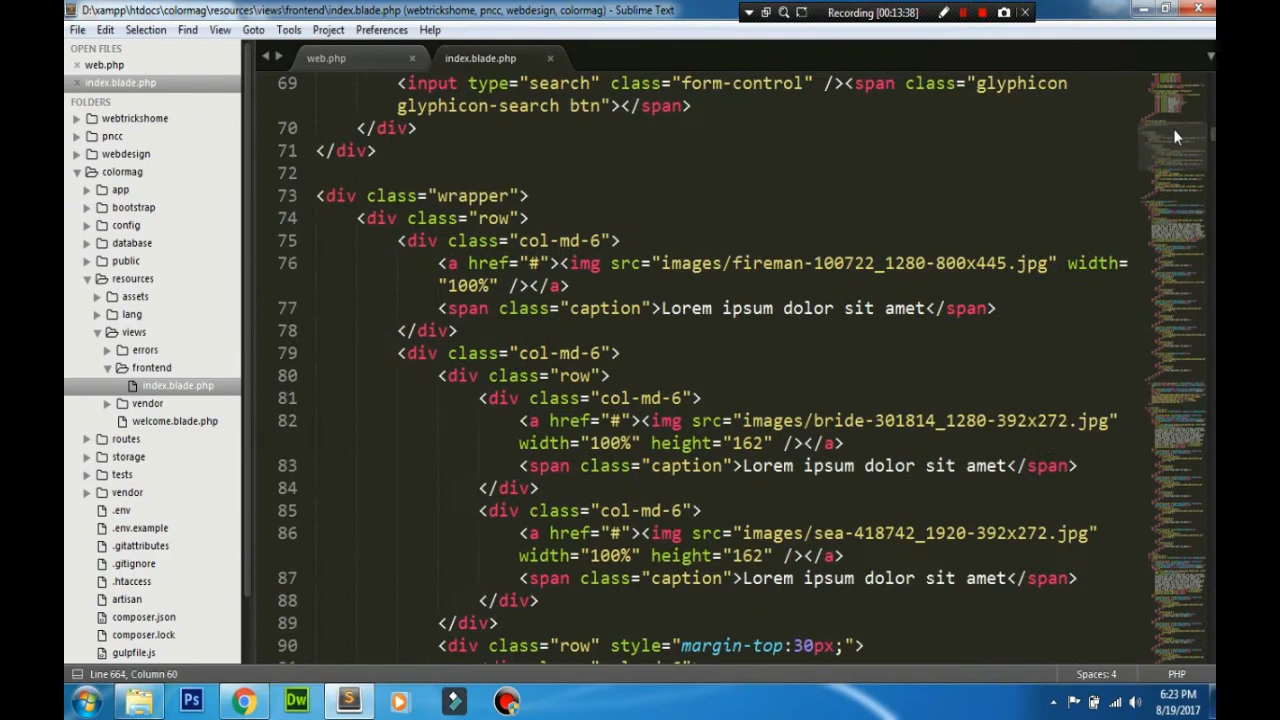 D:\xampp\htdocs\colormag\resources\views\frontend\index.blade.php (webtrickshome, pncc, webdesign, colormag) - Sublime Text
Recording [00:13:38]
File Edit Selection Find View Goto Tools Project Preferences Help
OPEN FILES
web.php
index.blade.php
FOLDERS
webtrickshome
pncc
webdesign
colormag
app
bootstrap
config
database
public
resources
assets
lang
views
errors
frontend
index.blade.php
vendor
welcome.blade.php
routes
storage
tests
vendor
.env
.env.example
.gitattributes
.gitignore
.htaccess
artisan
composer.json
composer.lock
gulpfile.js
web.php index.blade.php
69 <input type="search" class="form-control" /><span class="glyphicon
glyphicon-search btn"></span>
70 </div>
71 </div>
72
73 <div class="wrapper">
74 <div class="row">
75 <div class="col-md-6">
76 <a href="#"><img src="images/fireman-100722_1280-800x445.jpg" width=
"100%" /></a>
77 <span class="caption">Lorem ipsum dolor sit amet</span>
78 </div>
79 <div class="col-md-6">
80 <div class="row">
81 <div class="col-md-6">
82 <a href="#"><img src="images/bride-301814_1280-392x272.jpg"
width="100%" height="162" /></a>
83 <span class="caption">Lorem ipsum dolor sit amet</span>
84 </div>
85 <div class="col-md-6">
86 <a href="#"><img src="images/sea-418742_1920-392x272.jpg"
width="100%" height="162" /></a>
87 <span class="caption">Lorem ipsum dolor sit amet</span>
88 </div>
89 </div>
90 <div class="row" style="margin-top:30px;">
Line 664, Column 60
Spaces: 4
PHP
Ps
Dw
6:23 PM
8/19/2017